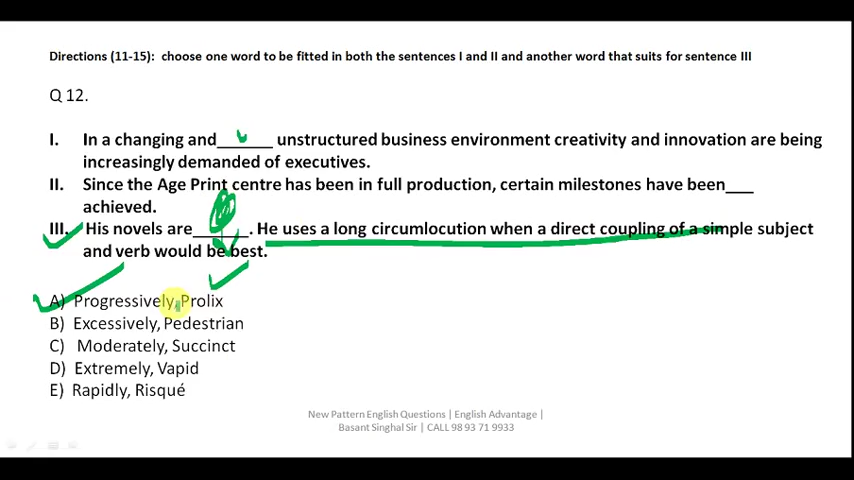 Directions (11-15): choose one word to be fitted in both the sentences I and II and another word that suits for sentence III
Q 12.
I. In a changing and______ unstructured business environment creativity and innovation are being
increasingly demanded of executives.
II. Since the Age Print centre has been in full production, certain milestones have been___
achieved.
III. His novels are______. He uses a long circumlocution when a direct coupling of a simple subject
and verb would be best.
A) Progressively, Prolix
B) Excessively, Pedestrian
C) Moderately, Succinct
D) Extremely, Vapid
E) Rapidly, Risqué
New Pattern English Questions | English Advantage |
Basant Singhal Sir | CALL 98 93 71 9933